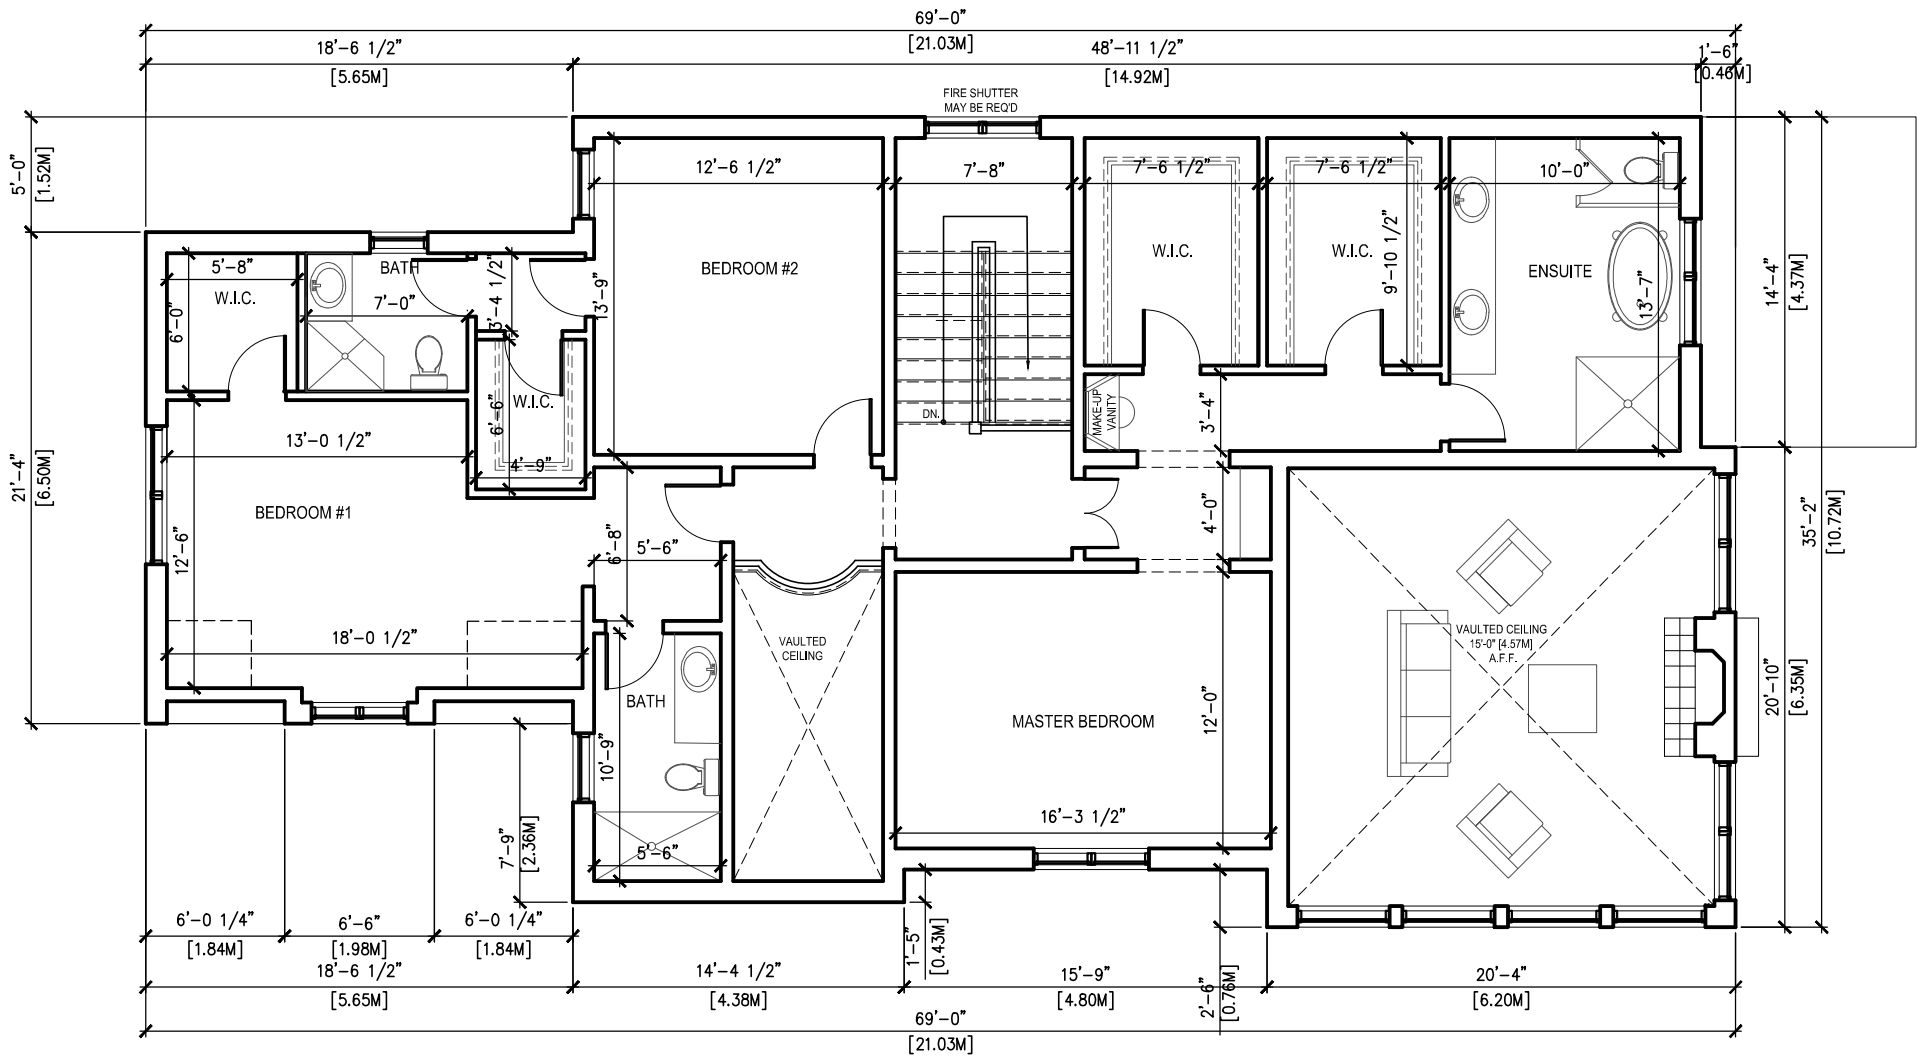 69'-0"
[21.03M]
18'-6 1/2"
[5.65M]
48'-11 1/2"
[14.92M]
1'-6"
[0.46M]
FIRE SHUTTER
MAY BE REQ'D
5'-0"
[1.52M]
12'-6 1/2"
7'-8"
7'-6 1/2"
7'-6 1/2"
10'-0"
BATH
5'-8"
W.I.C.
7'-0"
6'-0"
3'-4 1/2"
13'-9"
BEDROOM #2
W.I.C.
W.I.C.
9'-10 1/2"
ENSUITE
13'-7"
14'-4"
[4.37M]
W.I.C.
6'-6"
4'-9"
DN.
MAKE-UP
VANITY
3'-4"
13'-0 1/2"
21'-4"
[6.50M]
BEDROOM #1
12'-6"
6'-8"
5'-6"
4'-0"
35'-2"
[10.72M]
18'-0 1/2"
VAULTED
CEILING
VAULTED CEILING
15'-0" [4.57M]
A.F.F.
BATH
MASTER BEDROOM
12'-0"
20'-10"
[6.35M]
10'-9"
16'-3 1/2"
5'-6"
7'-9"
[2.36M]
6'-0 1/4"
[1.84M]
6'-6"
[1.98M]
6'-0 1/4"
[1.84M]
1'-5"
[0.43M]
18'-6 1/2"
[5.65M]
14'-4 1/2"
[4.38M]
15'-9"
[4.80M]
2'-6"
[0.76M]
20'-4"
[6.20M]
69'-0"
[21.03M]